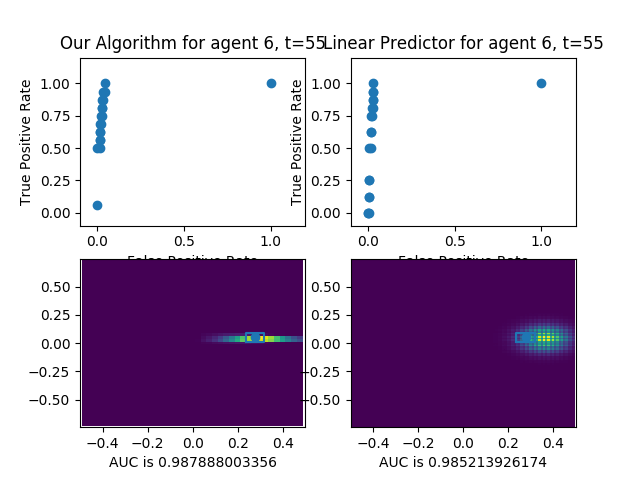 Our Algorithm for agent 6, t=55
Linear Predictor for agent 6, t=55
True Positive Rate
1.00
0.75
0.50
0.25
0.00
0.0 0.5 1.0
False Positive Rate
True Positive Rate
1.00
0.75
0.50
0.25
0.00
0.0 0.5 1.0
False Positive Rate
0.50
0.25
0.00
−0.25
−0.50
−0.4 −0.2 0.0 0.2 0.4
AUC is 0.987888003356
0.50
0.25
0.00
−0.25
−0.50
−0.4 −0.2 0.0 0.2 0.4
AUC is 0.985213926174